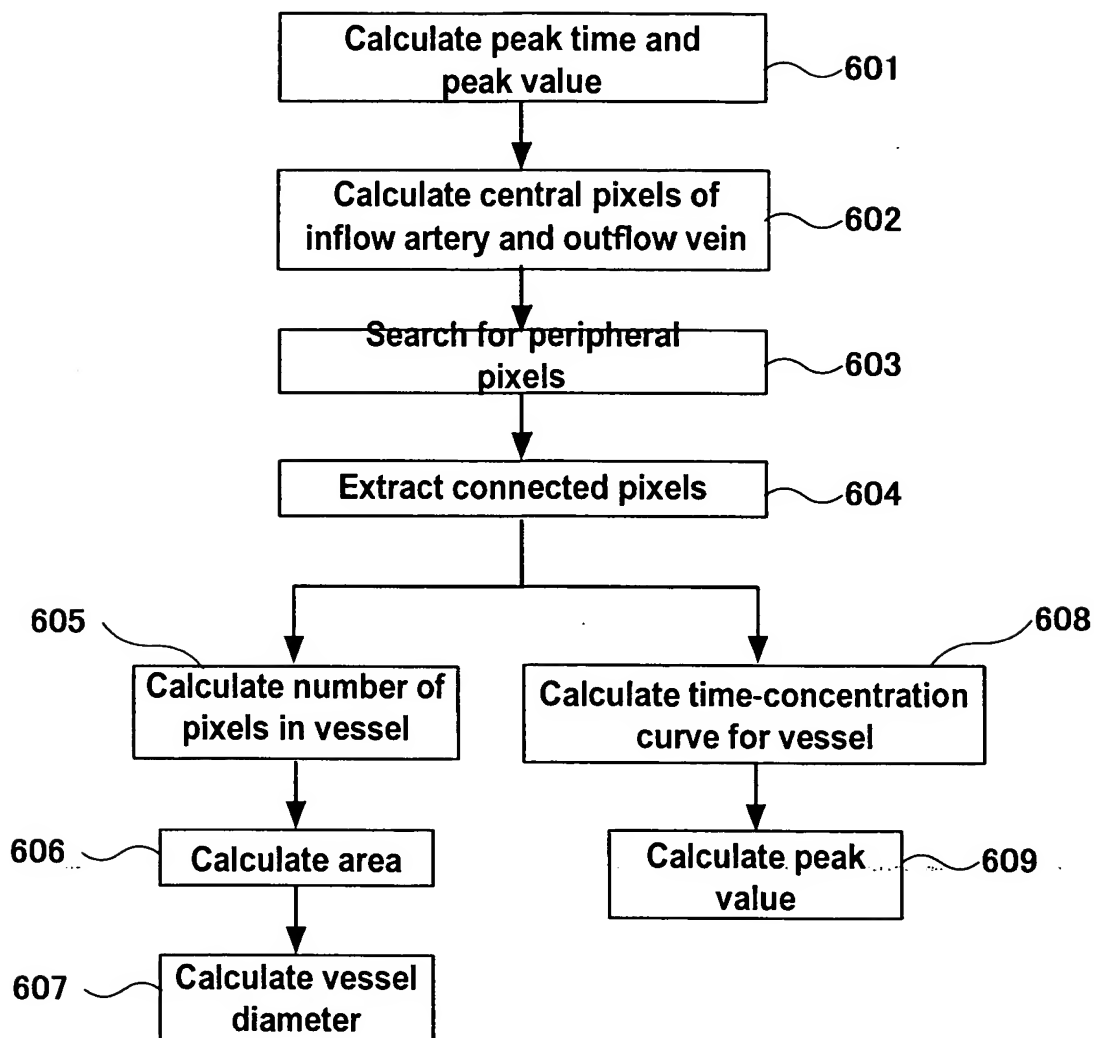 Calculate peak time and
peak value
601
Calculate central pixels of
inflow artery and outflow vein
602
Search for peripheral
pixels
603
Extract connected pixels
604
605
608
Calculate number of
pixels in vessel
Calculate time-concentration
curve for vessel
606
Calculate area
Calculate peak
value
609
607
Calculate vessel
diameter